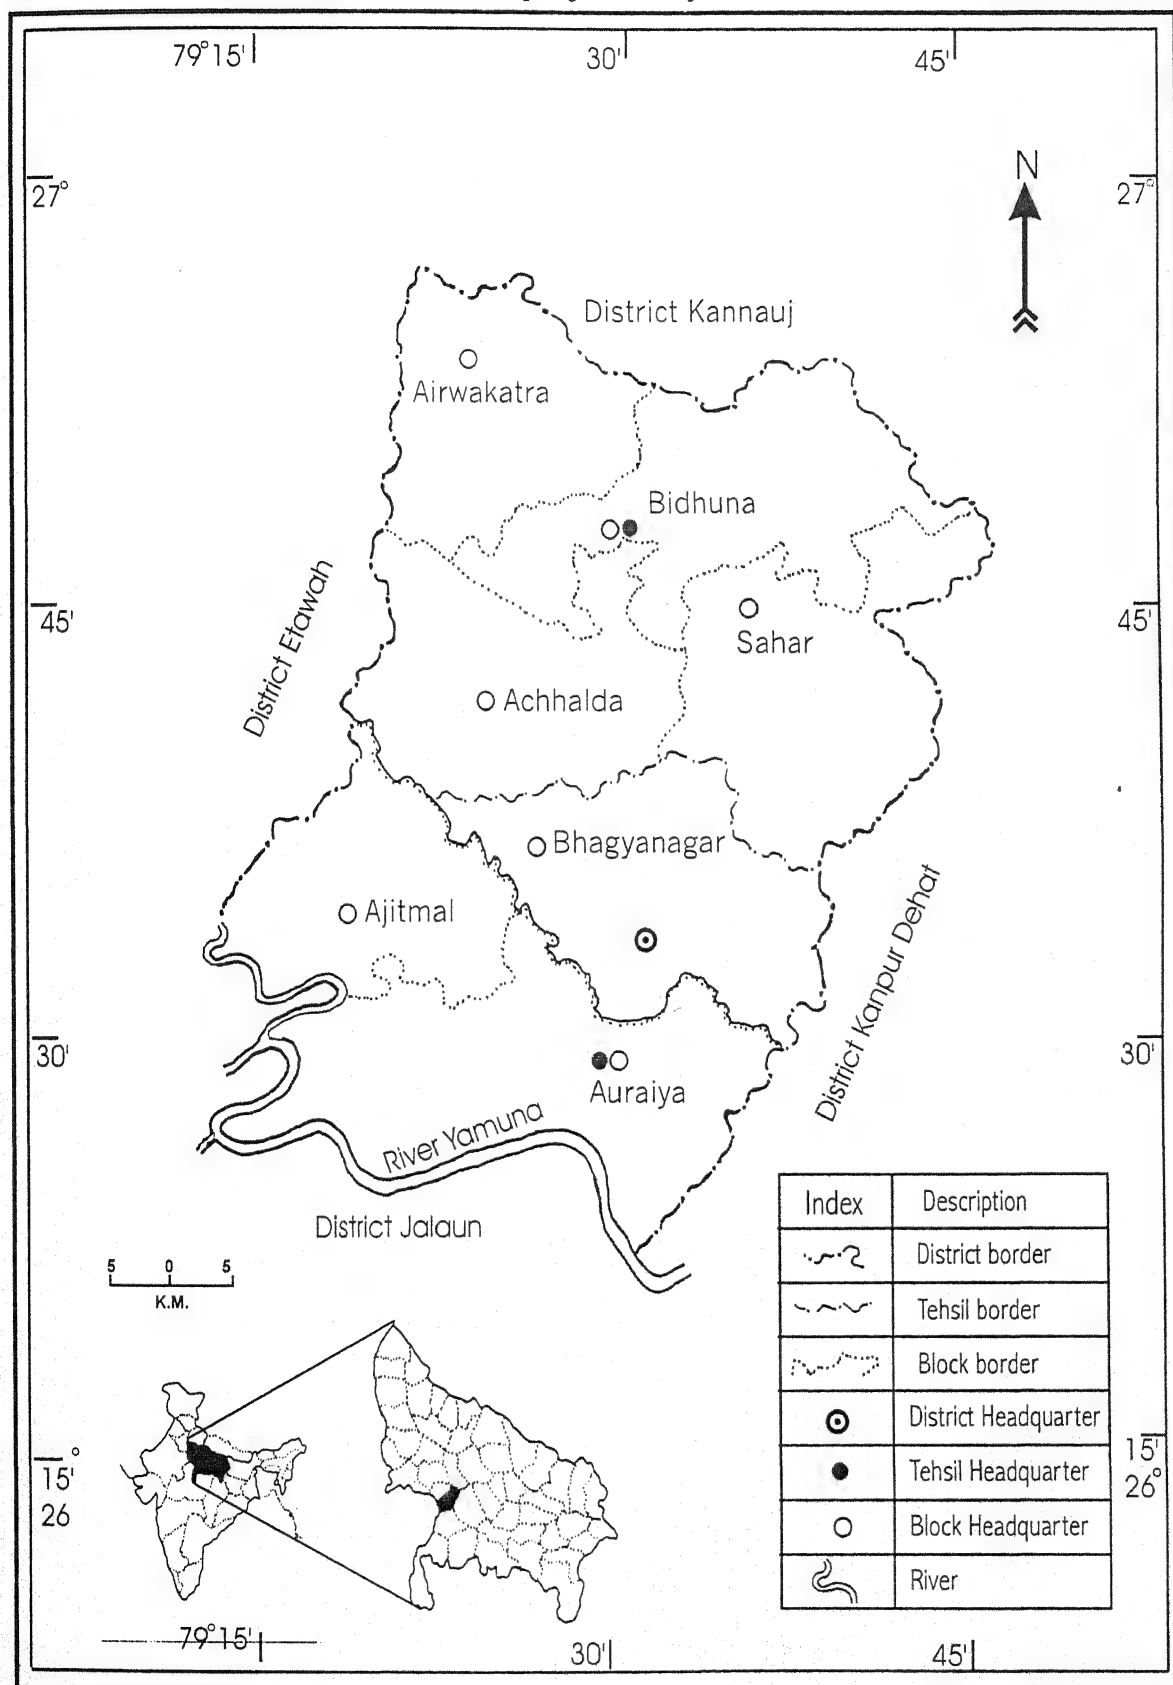 79°15'
30'
45'
27°
27°
N
District Kannauj
Airwakatra
Bidhuna
District Etawah
45'
45'
Sahar
Achhalda
Bhagyanagar
Ajitmal
District Kanpur Dehat
30'
30'
Auraiya
River Yamuna
District Jalaun
Index Description
District border
Tehsil border
Block border
District Headquarter
Tehsil Headquarter
Block Headquarter
River
5 0 5
K.M.
°
15'
26
15'
26°
79°15'
30'
45'